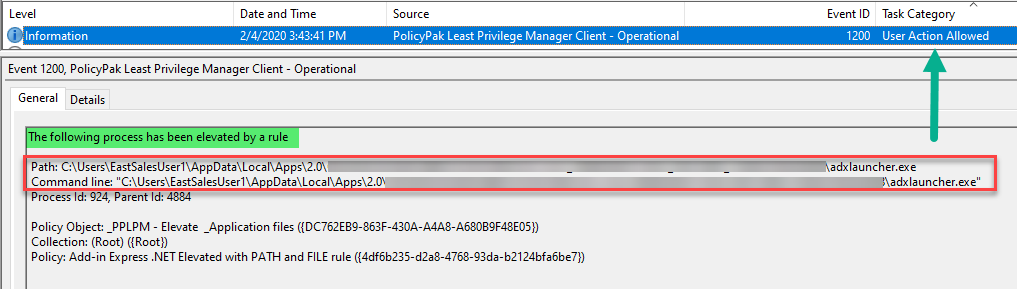 Level Date and Time Source Event ID Task Category
Information 2/4/2020 3:43:41 PM PolicyPak Least Privilege Manager Client - Operational 1200 User Action Allowed
Event 1200, PolicyPak Least Privilege Manager Client - Operational
General Details
The following process has been elevated by a rule
Path: C:\Users\EastSalesUser1\AppData\Local\Apps\2.0\ \adxlauncher.exe
Command line: "C:\Users\EastSalesUser1\AppData\Local\Apps\2.0\ \adxlauncher.exe"
Process Id: 924, Parent Id: 4884
Policy Object: _PPLPM - Elevate _Application files ({DC762EB9-863F-430A-A4A8-A680B9F48E05})
Collection: (Root) ({Root})
Policy: Add-in Express .NET Elevated with PATH and FILE rule ({4df6b235-d2a8-4768-93da-b2124bfa6be7})